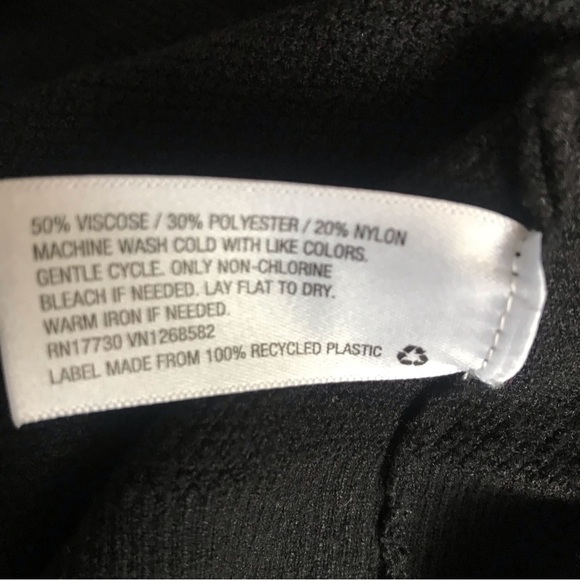 50% VISCOSE / 30% POLYESTER / 20% NYLON
MACHINE WASH COLD WITH LIKE COLORS.
GENTLE CYCLE. ONLY NON-CHLORINE
BLEACH IF NEEDED. LAY FLAT TO DRY.
WARM IRON IF NEEDED.
RN17730 VN1268582
LABEL MADE FROM 100% RECYCLED PLASTIC